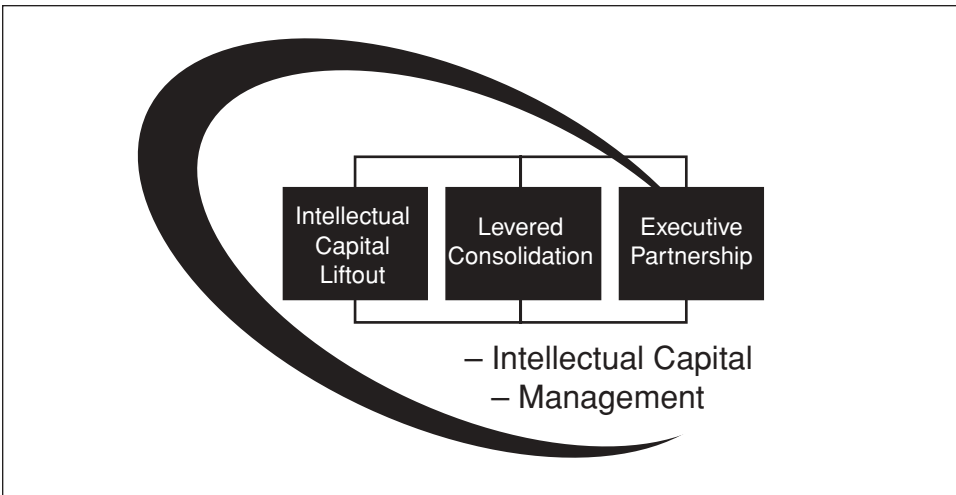 Intellectual
Capital
Liftout
Levered
Consolidation
Executive
Partnership
– Intellectual Capital
– Management